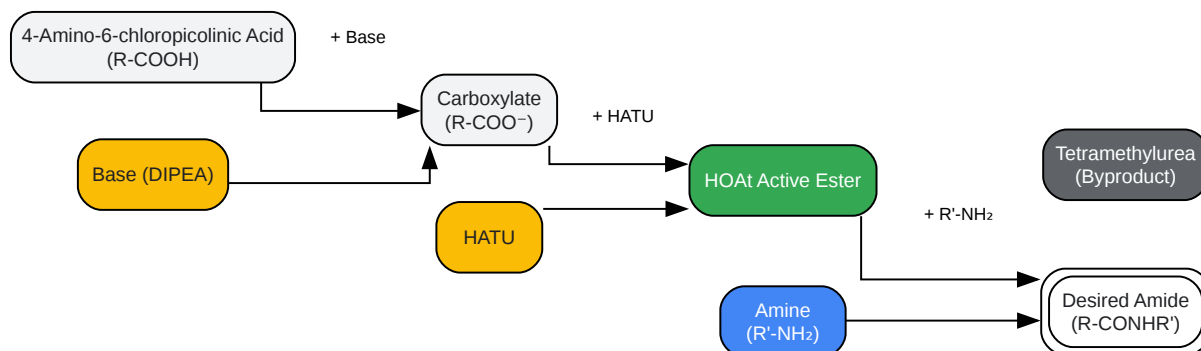 4-Amino-6-chloropicolinic Acid
(R-COOH)
+ Base
Carboxylate
(R-COO⁻)
+ HATU
Base (DIPEA)
HOAt Active Ester
Tetramethylurea
(Byproduct)
HATU
+ R'-NH₂
Amine
(R'-NH₂)
Desired Amide
(R-CONHR')